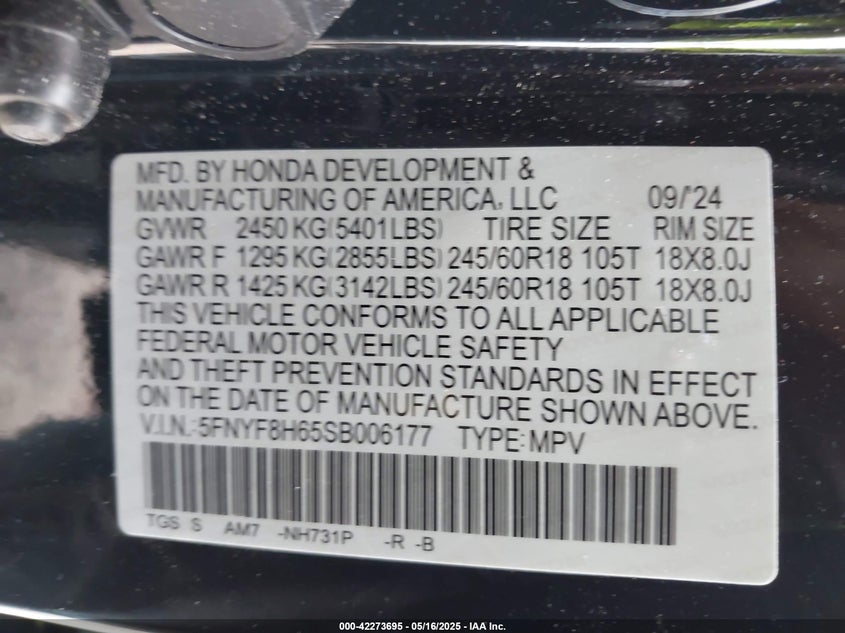 MFD. BY HONDA DEVELOPMENT &
MANUFACTURING OF AMERICA, LLC 09/'24
GVWR 2450 KG(5401LBS) TIRE SIZE RIM SIZE
GAWR F 1295 KG(2855LBS) 245/60R18 105T 18X8.0J
GAWR R 1425 KG(3142LBS) 245/60R18 105T 18X8.0J
THIS VEHICLE CONFORMS TO ALL APPLICABLE
FEDERAL MOTOR VEHICLE SAFETY
AND THEFT PREVENTION STANDARDS IN EFFECT
ON THE DATE OF MANUFACTURE SHOWN ABOVE.
V.I.N.:5FNYF8H65SB006177 TYPE:MPV
TGS S AM7 -NH731P -R -B
000-42273695 - 05/16/2025 - IAA Inc.